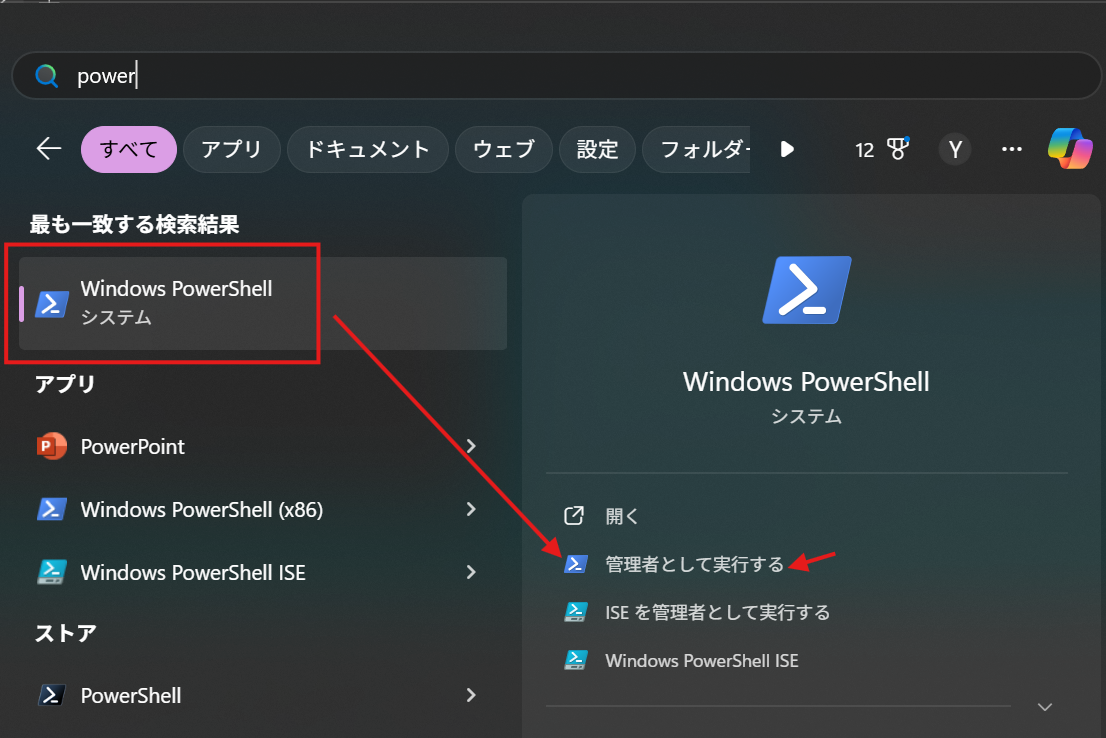 power
すべて
アプリ
ドキュメント
ウェブ
設定
フォルダー
12
Y
最も一致する検索結果
Windows PowerShell
システム
アプリ
PowerPoint
Windows PowerShell (x86)
Windows PowerShell ISE
ストア
PowerShell
Windows PowerShell
システム
開く
管理者として実行する
ISE を管理者として実行する
Windows PowerShell ISE